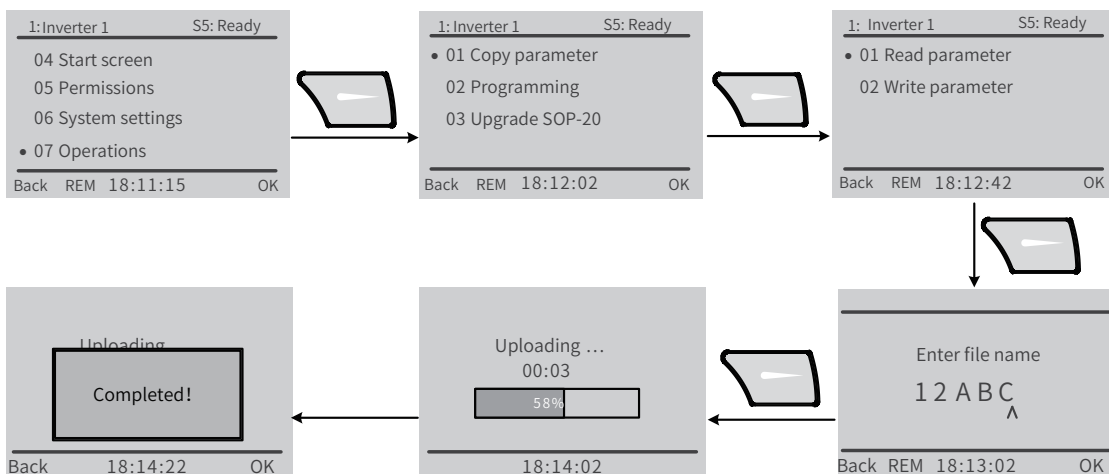 1:Inverter 1 S5: Ready
04 Start screen
05 Permissions
06 System settings
• 07 Operations
Back REM 18:11:15 OK
1: Inverter 1 S5: Ready
• 01 Copy parameter
02 Programming
03 Upgrade SOP-20
Back REM 18:12:02 OK
1: Inverter 1 S5: Ready
• 01 Read parameter
02 Write parameter
Back REM 18:12:42 OK
Enter file name
12ABC
^
Back REM 18:13:02 OK
Uploading …
00:03
58%
18:14:02
Uploading
Completed!
Back 18:14:22 OK